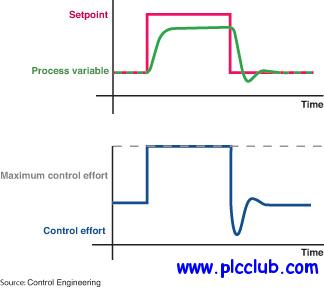 Setpoint
Process variable
Time
Maximum control effort
Control effort
Time
www.plcclub.com
Source: Control Engineering